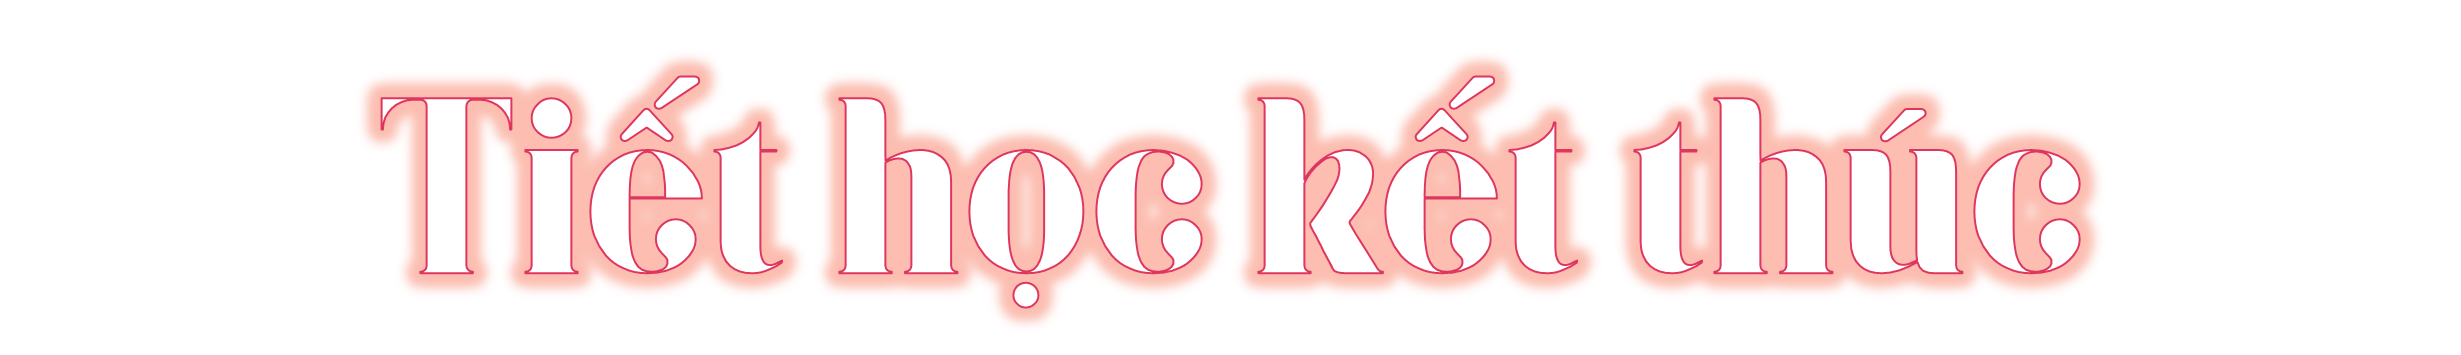 Tiết học kết thúc